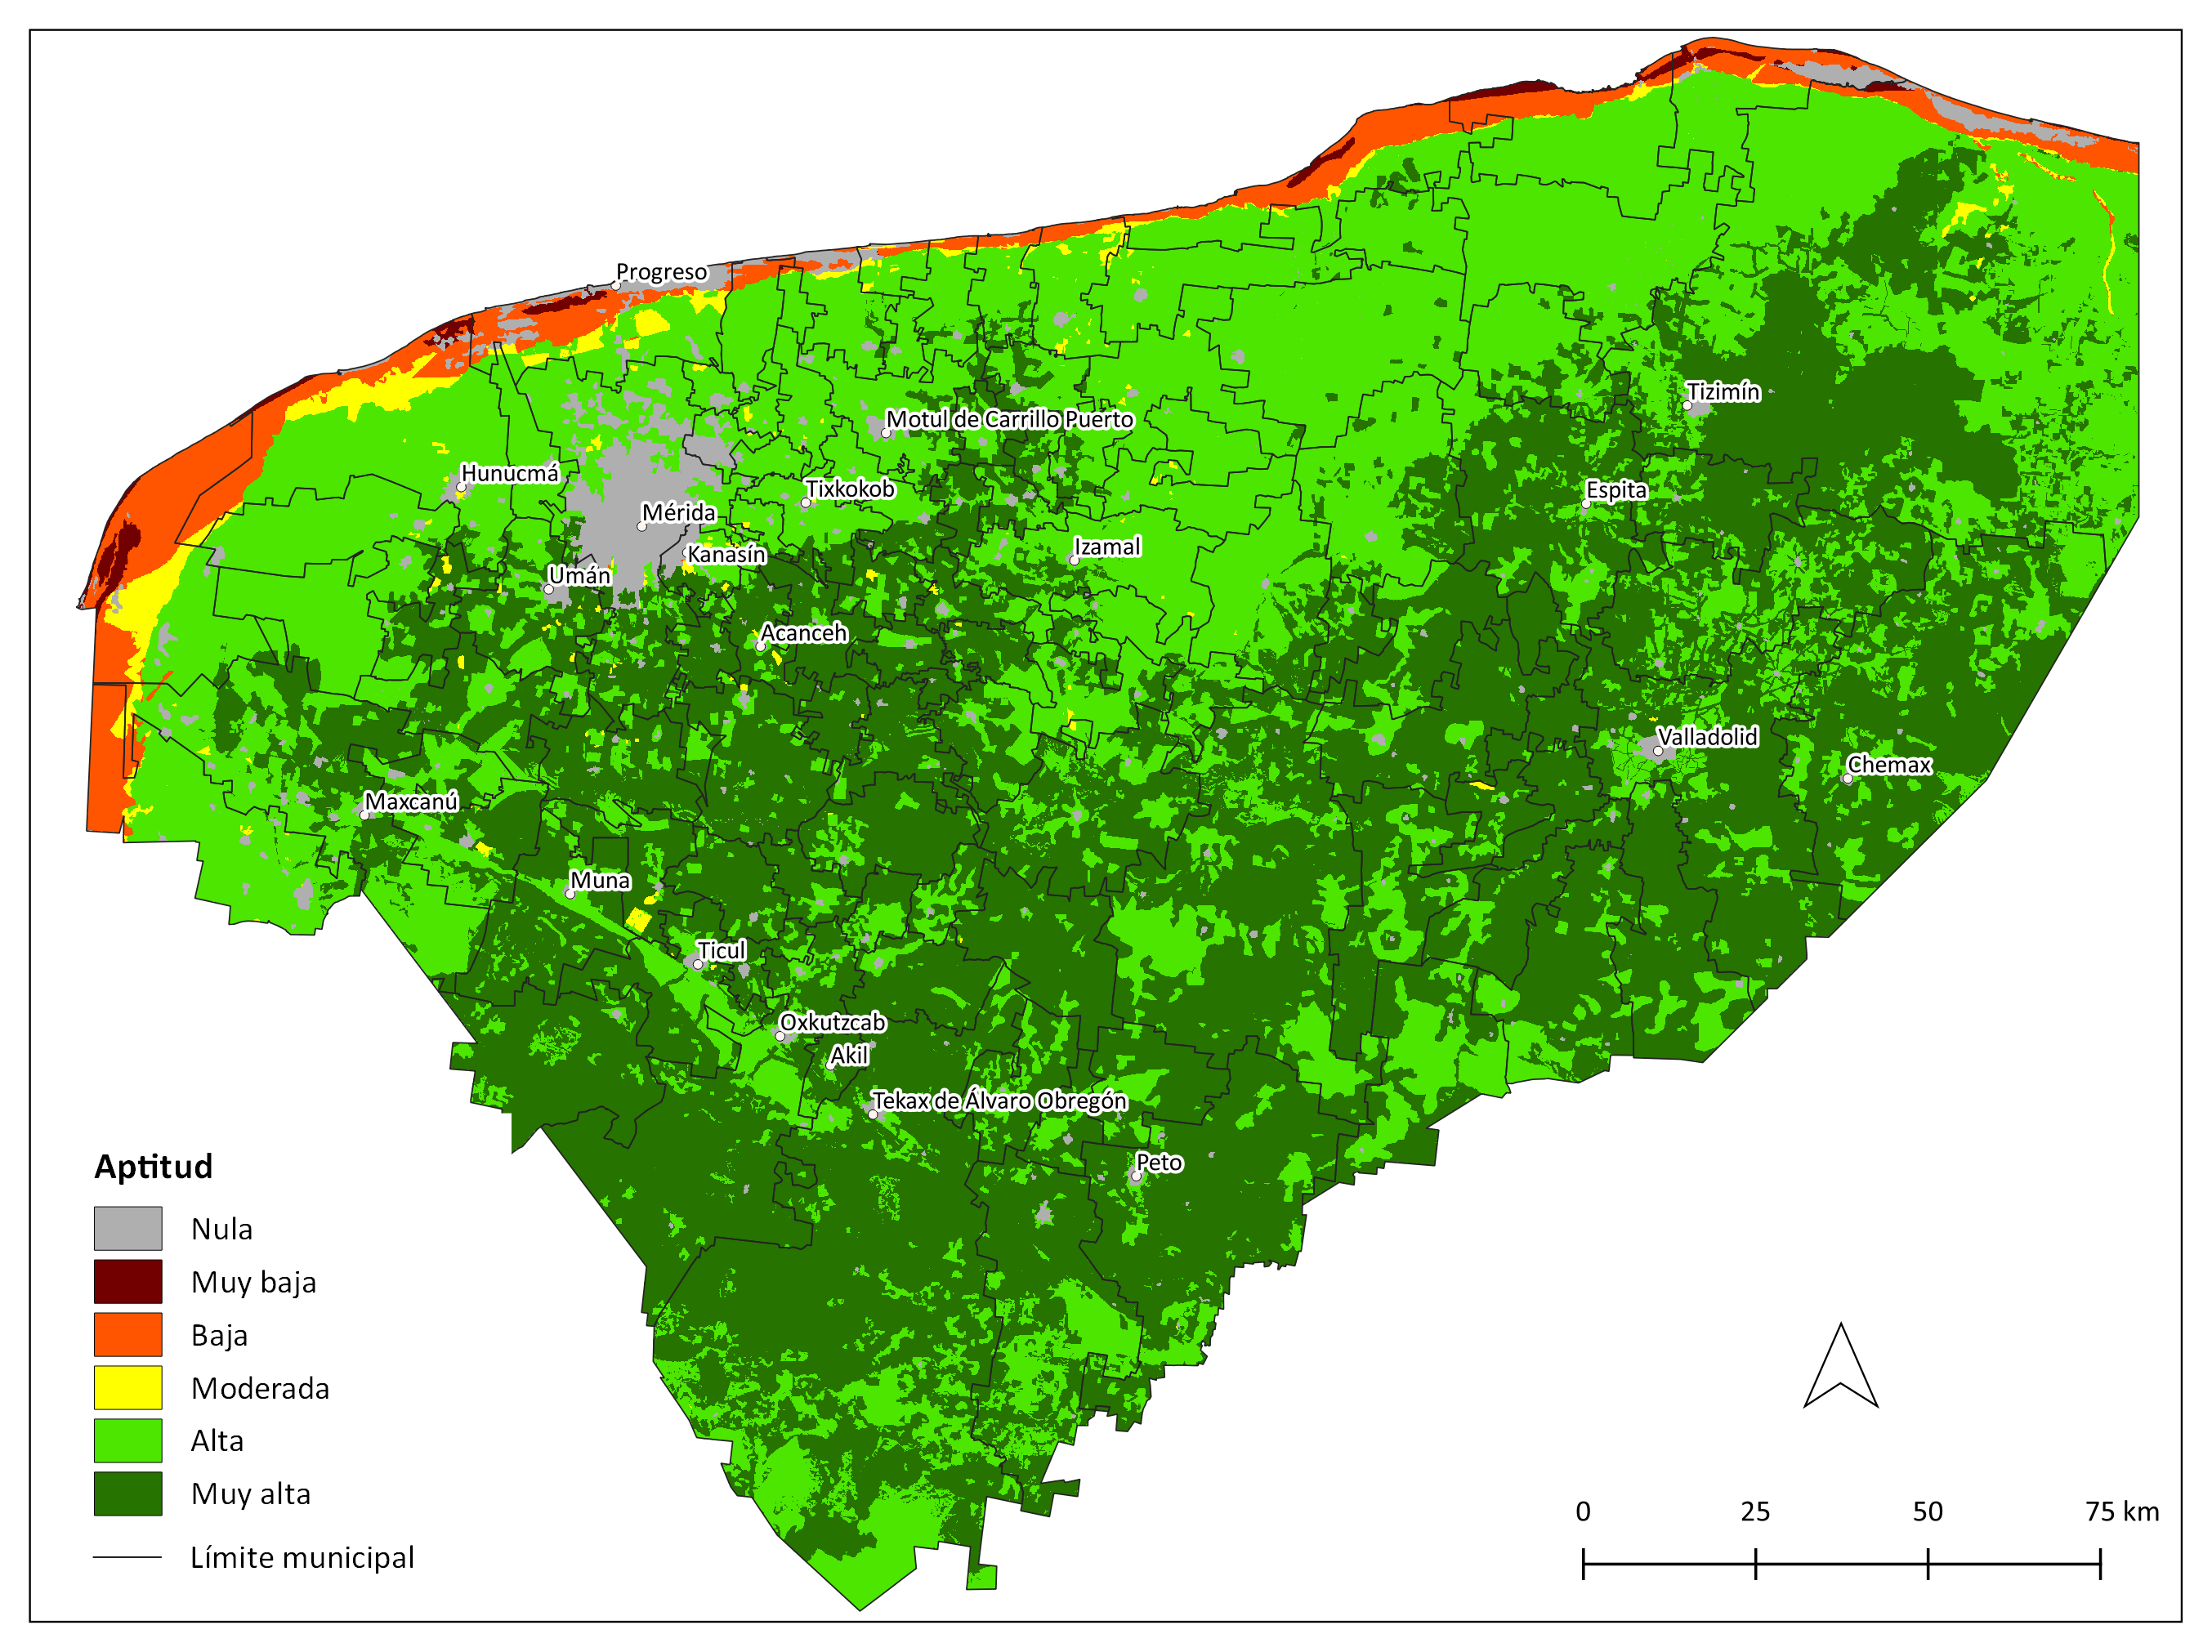 Progreso
Tizimín
Motul de Carrillo Puerto
Hunucmá
Tixkokob
Espita
Mérida
Izamal
Kanasín
Umán
Acanceh
Valladolid
Chemax
Maxcanú
Muna
Ticul
Oxkutzcab
Akil
Tekax de Álvaro Obregón
Peto
Aptitud
Nula
Muy baja
Baja
Moderada
Alta
Muy alta
Límite municipal
0 25 50 75 km